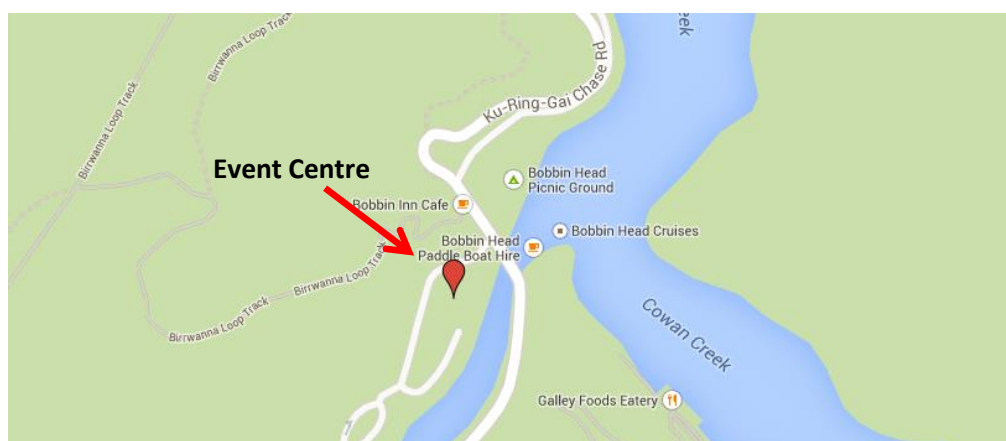 Birrwanna Loop Track
Creek
Ku-Ring-Gai Chase Rd
Birrwanna Loop Track
Event Centre
Bobbin Head
Picnic Ground
Bobbin Inn Cafe
Bobbin Head Cruises
Bobbin Head
Paddle Boat Hire
Birrwanna Loop Track
Birrwanna Loop Track
Cowan Creek
Galley Foods Eatery